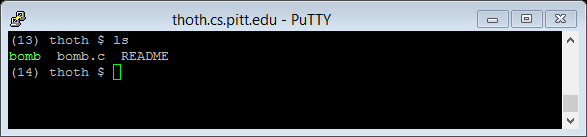 thoth.cs.pitt.edu - PuTTY
(13) thoth $ ls
bomb  bomb.c  README
(14) thoth $